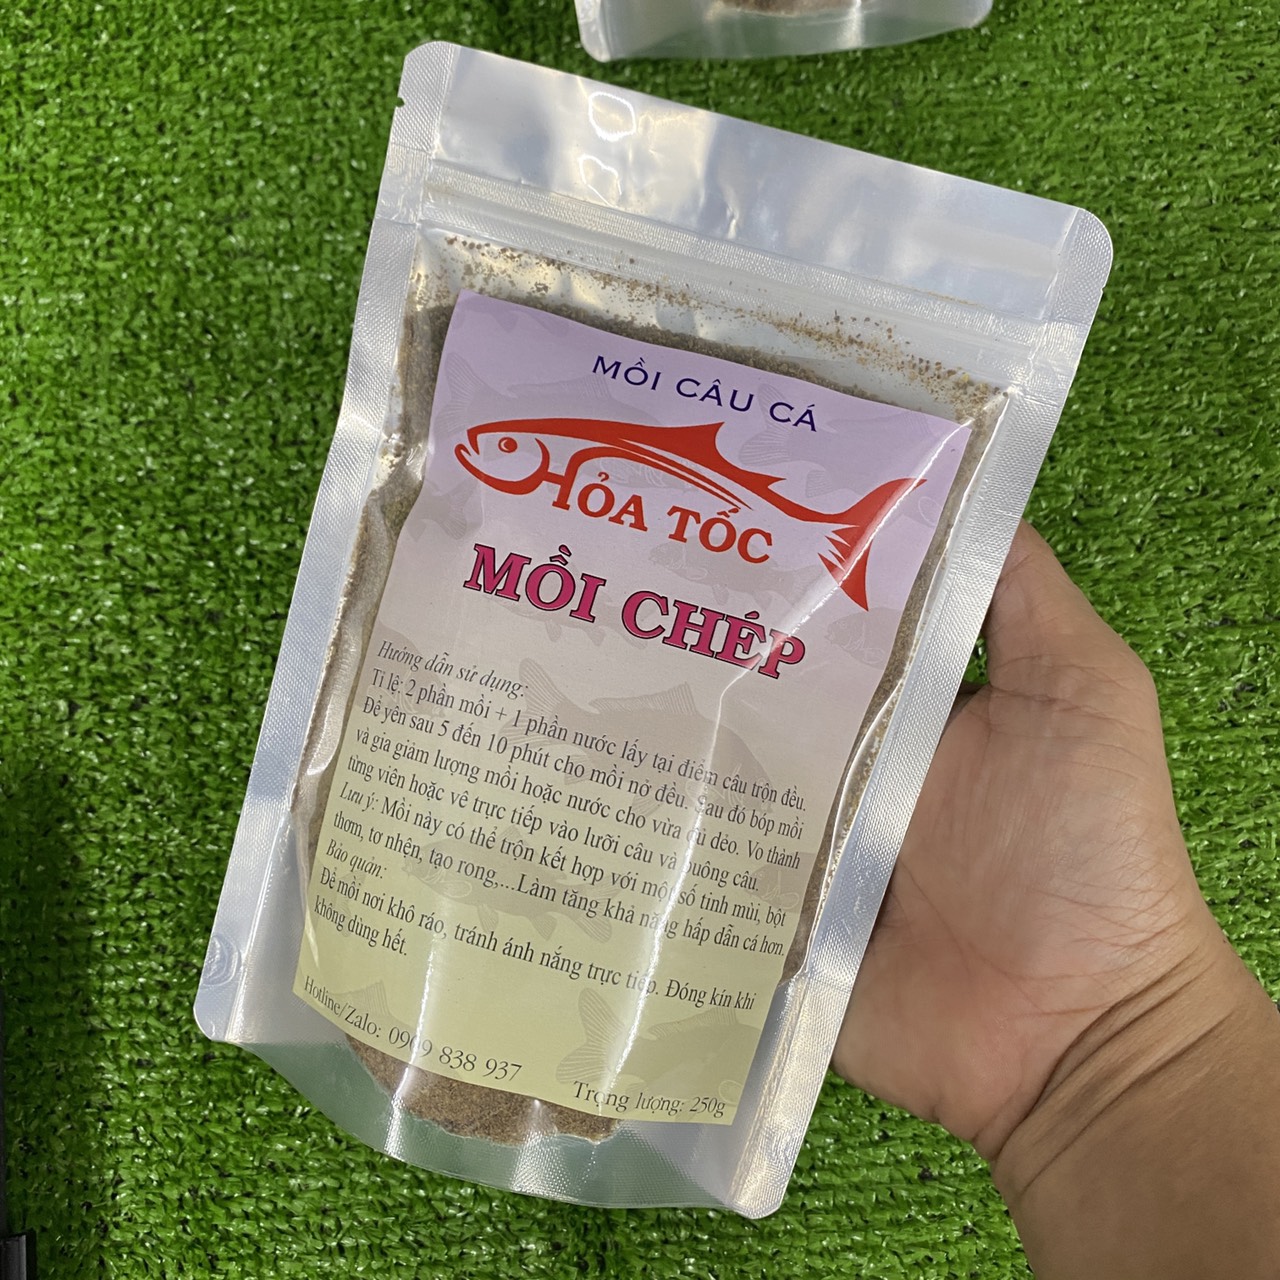 MỒI CÂU CÁ
HỎA TỐC
MỒI CHÉP
Hướng dẫn sử dụng:
Tỉ lệ: 2 phần mồi + 1 phần nước lấy tại điểm câu trộn đều.
Để yên sau 5 đến 10 phút cho mồi nở đều. Sau đó bóp mồi
và gia giảm lượng mồi hoặc nước cho vừa đủ dẻo. Vo thành
từng viên hoặc vê trực tiếp vào lưỡi câu và buông câu.
Lưu ý: Mồi này có thể trộn kết hợp với một số tinh mùi, bột
thơm, tơ nhện, tạo rong,...Làm tăng khả năng hấp dẫn cá hơn.
Bảo quản:
Để mồi nơi khô ráo, tránh ánh nắng trực tiếp. Đóng kín khi
không dùng hết.
Hotline/Zalo: 0909 838 937
Trọng lượng: 250g